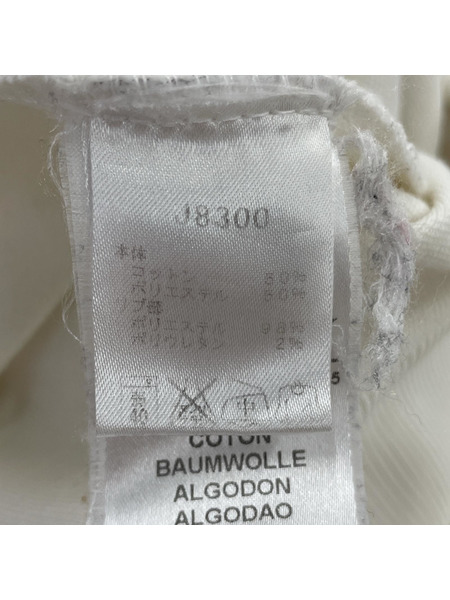 J8300
本体
コットン 50%
ポリエステル 50%
リブ部
ポリエステル 98%
ポリウレタン 2%
中
COTON
BAUMWOLLE
ALGODON
ALGODAO